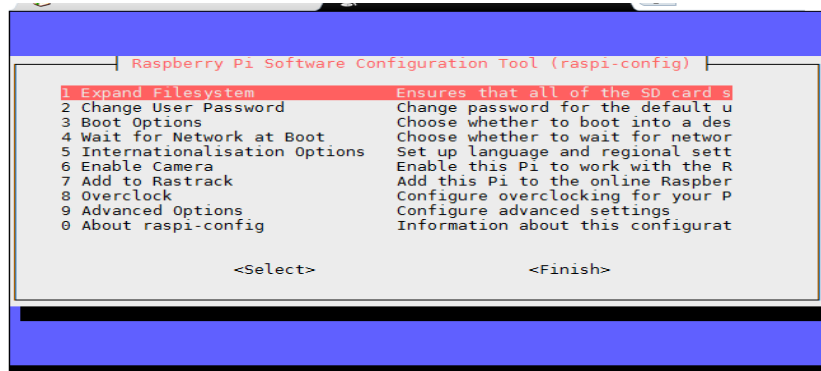 Raspberry Pi Software Configuration Tool (raspi-config)
1 Expand Filesystem Ensures that all of the SD card s
2 Change User Password Change password for the default u
3 Boot Options Choose whether to boot into a des
4 Wait for Network at Boot Choose whether to wait for networ
5 Internationalisation Options Set up language and regional sett
6 Enable Camera Enable this Pi to work with the R
7 Add to Rastrack Add this Pi to the online Raspber
8 Overclock Configure overclocking for your P
9 Advanced Options Configure advanced settings
0 About raspi-config Information about this configurat
<Select> <Finish>